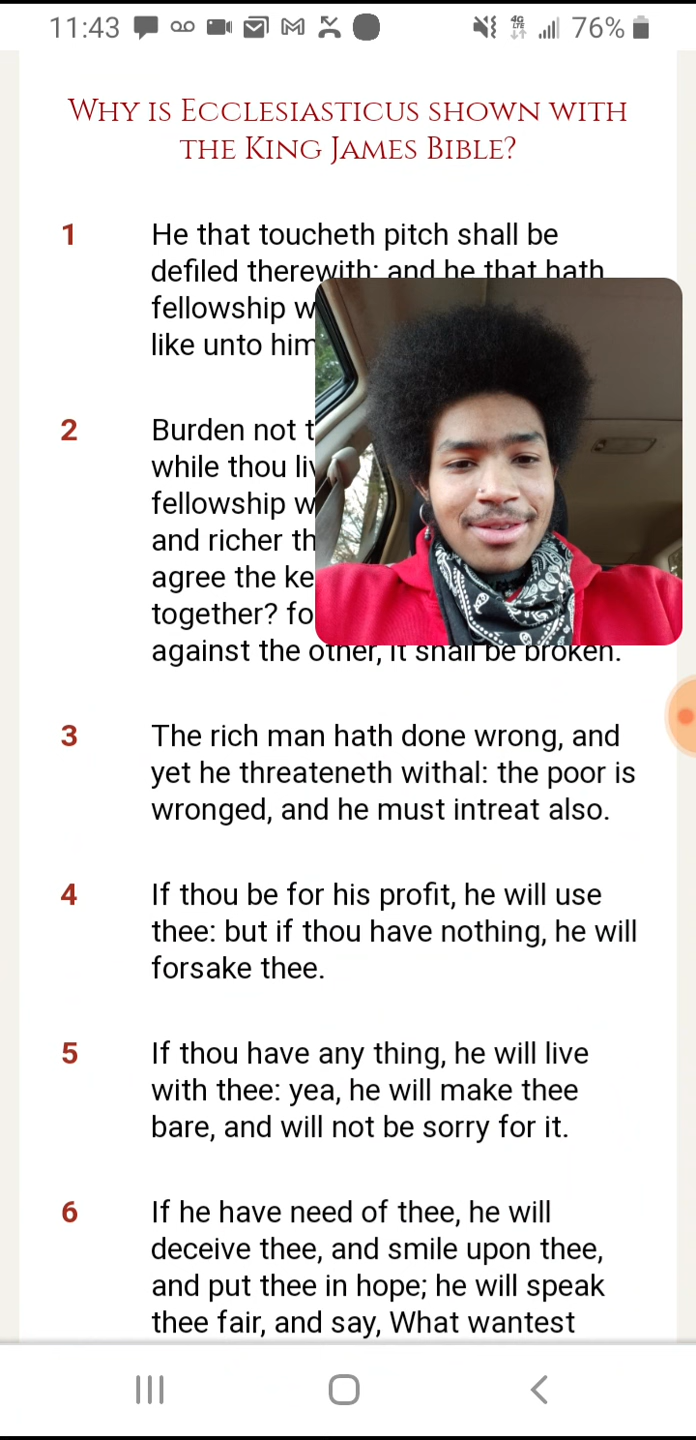 11:43 4G LTE 76%
WHY IS ECCLESIASTICUS SHOWN WITH
THE KING JAMES BIBLE?
1 He that toucheth pitch shall be
defiled therewith; and he that hath
fellowship w
like unto him
2 Burden not t
while thou liv
fellowship w
and richer th
agree the ke
together? fo
against the other, it shall be broken.
3 The rich man hath done wrong, and
yet he threateneth withal: the poor is
wronged, and he must intreat also.
4 If thou be for his profit, he will use
thee: but if thou have nothing, he will
forsake thee.
5 If thou have any thing, he will live
with thee: yea, he will make thee
bare, and will not be sorry for it.
6 If he have need of thee, he will
deceive thee, and smile upon thee,
and put thee in hope; he will speak
thee fair, and say, What wantest